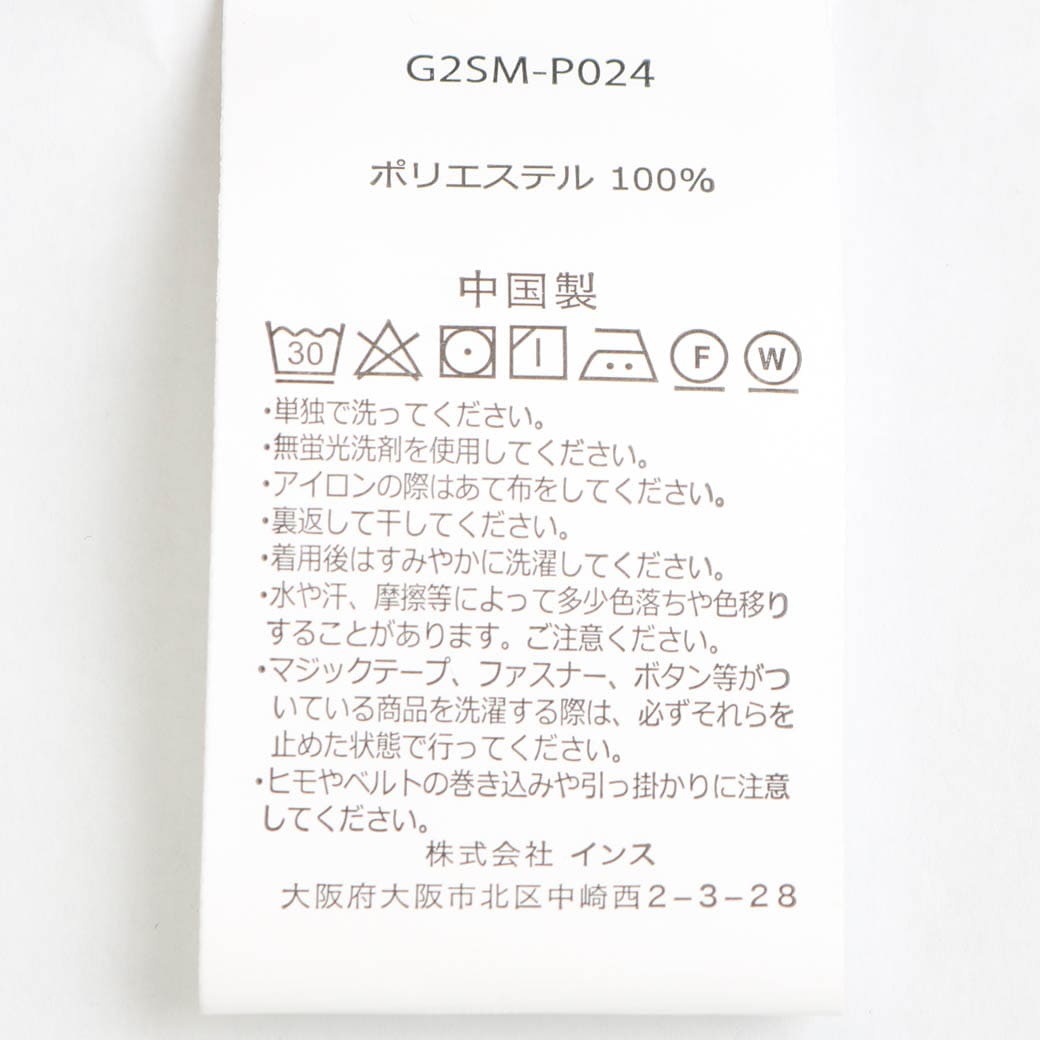 G2SM-P024
ポリエステル 100%
中国製
30 F W
・単独で洗ってください。
・無蛍光洗剤を使用してください。
・アイロンの際はあて布をしてください。
・裏返して干してください。
・着用後はすみやかに洗濯してください。
・水や汗、摩擦等によって多少色落ちや色移り
することがあります。ご注意ください。
・マジックテープ、ファスナー、ボタン等がつ
いている商品を洗濯する際は、必ずそれらを
止めた状態で行ってください。
・ヒモやベルトの巻き込みや引っ掛かりに注意
してください。
株式会社 インス
大阪府大阪市北区中崎西2-3-28